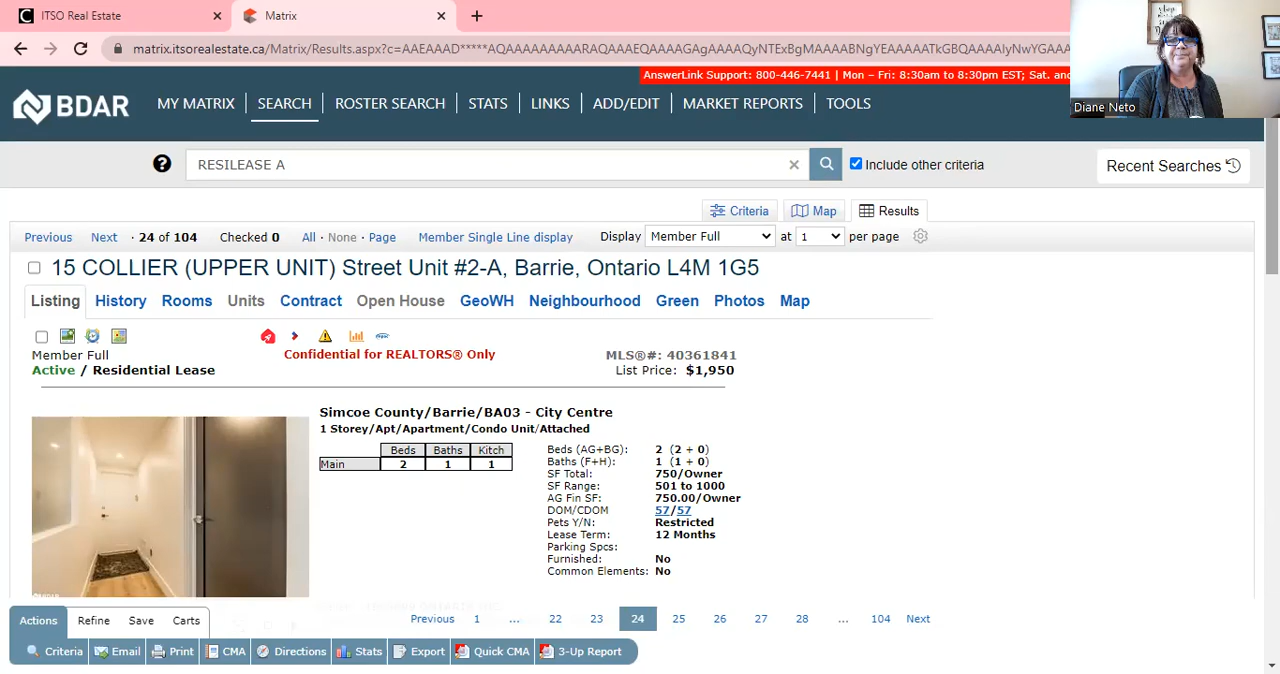 ITSO Real Estate
Matrix
matrix.itsorealestate.ca/Matrix/Results.aspx?c=AAEAAAD*****AQAAAAAAAAARAQAAAEQAAAAGAgAAAAQyNTExBgMAAAABNgYEAAAAATkGBQAAAAIyNwYGAAA
Diane Neto
AnswerLink Support: 800-446-7441 | Mon - Fri: 8:30am to 8:30pm EST; Sat. and
BDAR
MY MATRIX SEARCH ROSTER SEARCH STATS LINKS ADD/EDIT MARKET REPORTS TOOLS
RESILEASE A
Include other criteria
Recent Searches
Criteria Map Results
Previous Next · 24 of 104 Checked 0 All · None · Page Member Single Line display Display Member Full at 1 per page
15 COLLIER (UPPER UNIT) Street Unit #2-A, Barrie, Ontario L4M 1G5
Listing History Rooms Units Contract Open House GeoWH Neighbourhood Green Photos Map
Member Full
Confidential for REALTORS® Only
MLS®#: 40361841
Active / Residential Lease
List Price: $1,950
Simcoe County/Barrie/BA03 - City Centre
1 Storey/Apt/Apartment/Condo Unit/Attached
Beds Baths Kitch
Main 2 1 1
Beds (AG+BG): 2 (2 + 0)
Baths (F+H): 1 (1 + 0)
SF Total: 750/Owner
SF Range: 501 to 1000
AG Fin SF: 750.00/Owner
DOM/CDOM 57/57
Pets Y/N: Restricted
Lease Term: 12 Months
Parking Spcs:
Furnished: No
Common Elements: No
Actions Refine Save Carts
Previous 1 ... 22 23 24 25 26 27 28 ... 104 Next
Criteria Email Print CMA Directions Stats Export Quick CMA 3-Up Report